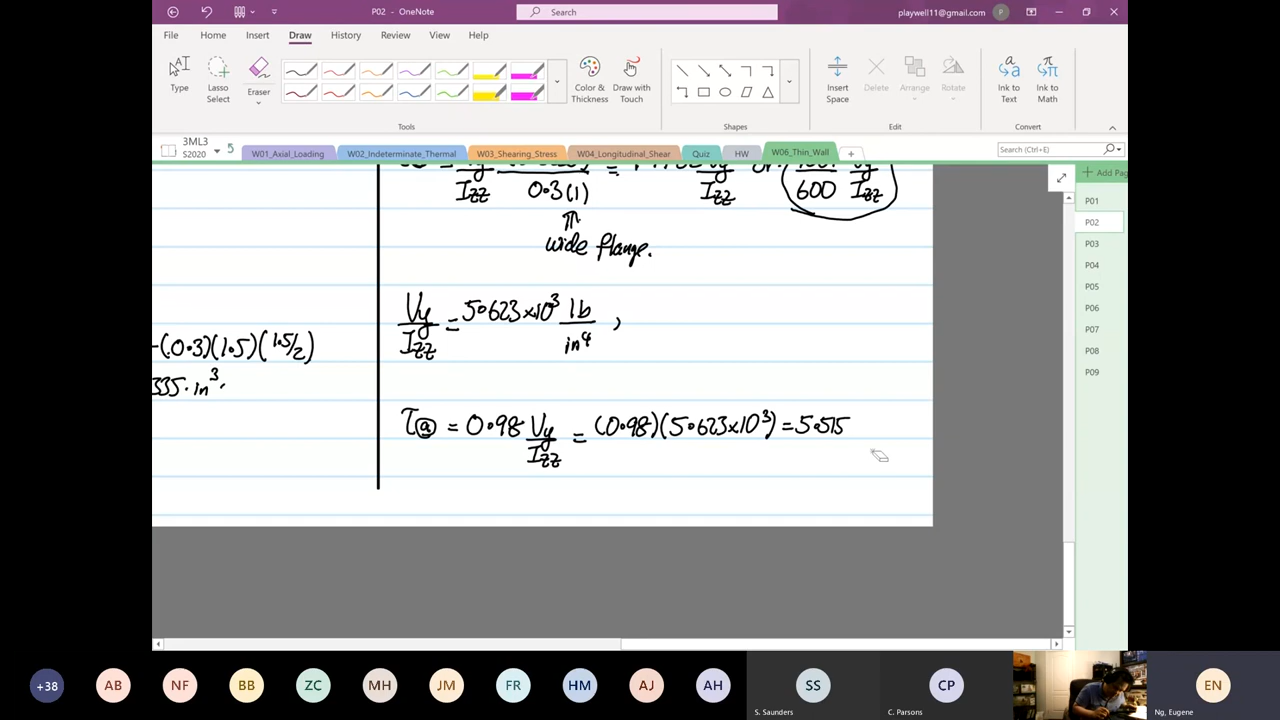 P02 - OneNote
Search
playwell11@gmail.com
P
File Home Insert Draw History Review View Help
Type
Lasso Select
Eraser
Color & Thickness
Draw with Touch
Insert Space
Delete
Arrange
Rotate
Ink to Text
Ink to Math
Tools
Shapes
Edit
Convert
3ML3 S2020
W01_Axial_Loading
W02_Indeterminate_Thermal
W03_Shearing_Stress
W04_Longitudinal_Shear
Quiz
HW
W06_Thin_Wall
Search (Ctrl+E)
Add Pag
P01
P02
P03
P04
P05
P06
P07
P08
P09
Izz 0.3(1) Izz 600 Izz
wide flange.
Vy/Izz = 5.623×10³ lb/in⁴ ,
-(0.3)(1.5)(1.5/2)
335.in³.
τⓐ = 0.98 Vy/Izz = (0.98)(5.623×10³) = 5.515
+38 AB NF BB ZC MH JM FR HM AJ AH SS CP EN
S. Saunders
C. Parsons
Ng, Eugene